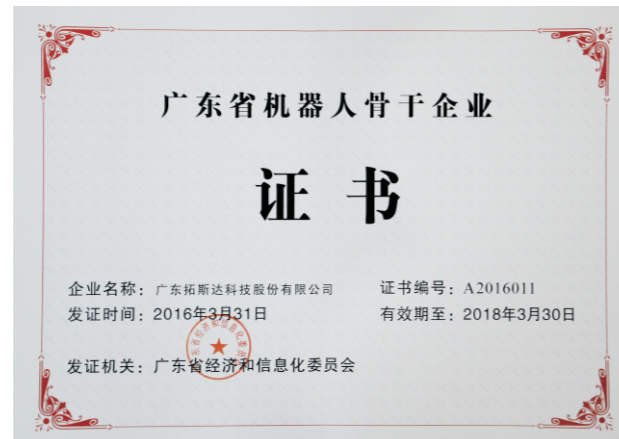 广东省机器人骨干企业
证书
企业名称：广东拓斯达科技股份有限公司 证书编号：A2016011
发证时间：2016年3月31日 有效期至：2018年3月30日
发证机关：广东省经济和信息化委员会